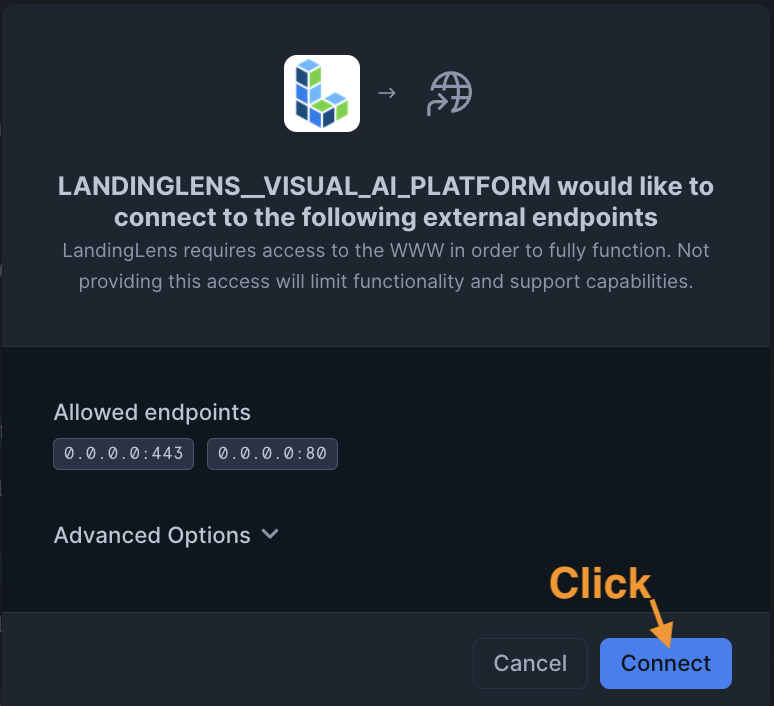 LANDINGLENS__VISUAL_AI_PLATFORM would like to
connect to the following external endpoints
LandingLens requires access to the WWW in order to fully function. Not
providing this access will limit functionality and support capabilities.
Allowed endpoints
0.0.0.0:443 0.0.0.0:80
Advanced Options
Click
Cancel Connect